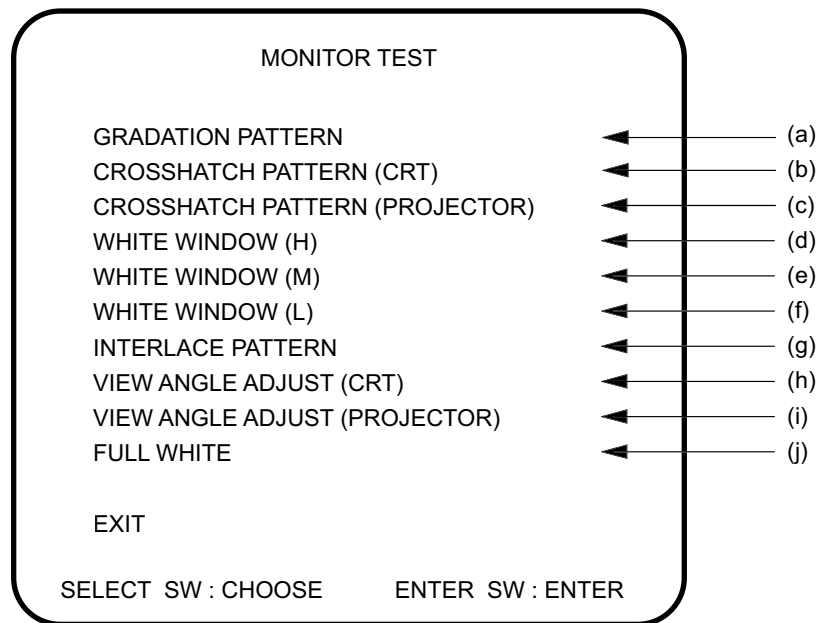 MONITOR TEST
GRADATION PATTERN (a)
CROSSHATCH PATTERN (CRT) (b)
CROSSHATCH PATTERN (PROJECTOR) (c)
WHITE WINDOW (H) (d)
WHITE WINDOW (M) (e)
WHITE WINDOW (L) (f)
INTERLACE PATTERN (g)
VIEW ANGLE ADJUST (CRT) (h)
VIEW ANGLE ADJUST (PROJECTOR) (i)
FULL WHITE (j)
EXIT
SELECT SW : CHOOSE ENTER SW : ENTER